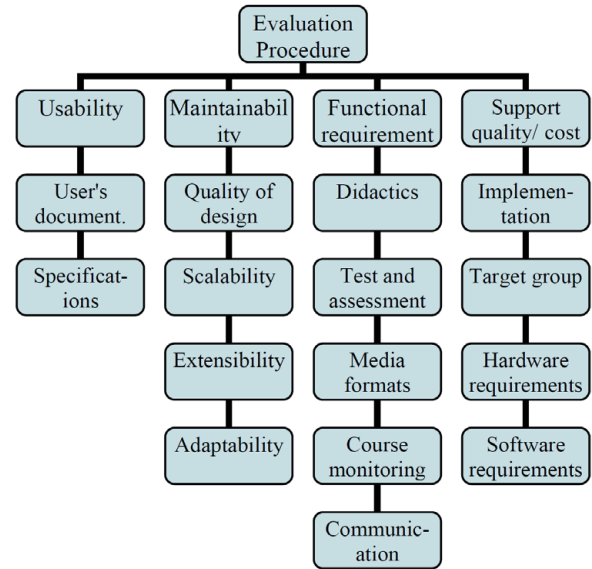 Evaluation
Procedure
Usability
User's
document.
Specificat-
ions
Maintainabil
ity
Quality of
design
Scalability
Extensibility
Adaptability
Functional
requirement
Didactics
Test and
assessment
Media
formats
Course
monitoring
Communic-
ation
Support
quality/ cost
Implemen-
tation
Target group
Hardware
requirements
Software
requirements